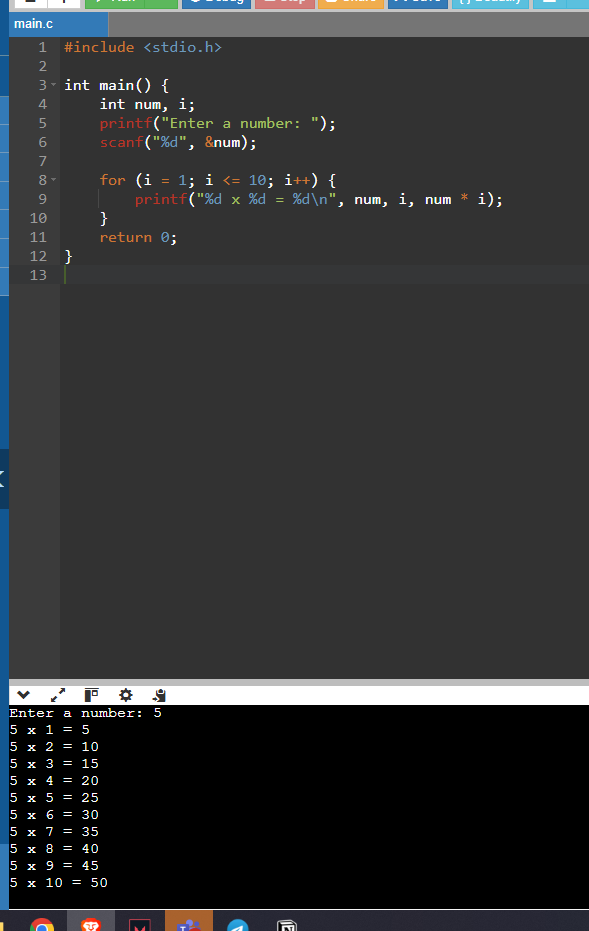 main.c
1 #include <stdio.h>
2
3 int main() {
4     int num, i;
5     printf("Enter a number: ");
6     scanf("%d", &num);
7
8     for (i = 1; i <= 10; i++) {
9         printf("%d x %d = %d\n", num, i, num * i);
10     }
11     return 0;
12 }
13
Enter a number: 5
5 x 1 = 5
5 x 2 = 10
5 x 3 = 15
5 x 4 = 20
5 x 5 = 25
5 x 6 = 30
5 x 7 = 35
5 x 8 = 40
5 x 9 = 45
5 x 10 = 50